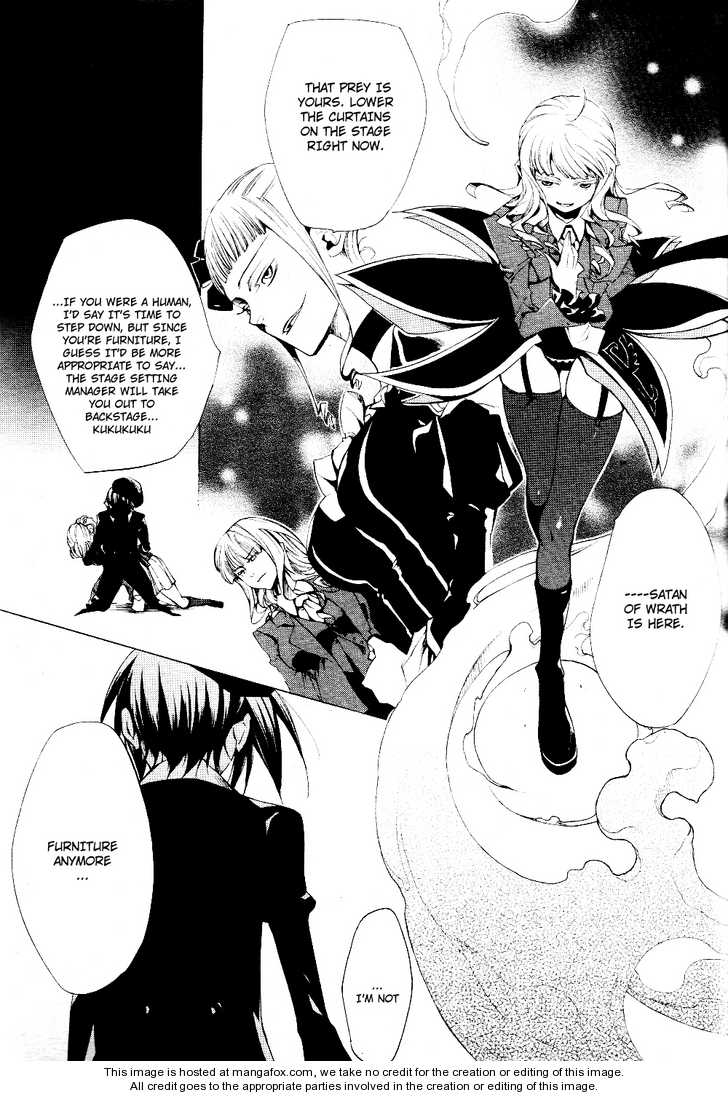 THAT PREY IS
YOURS. LOWER
THE CURTAINS
ON THE STAGE
RIGHT NOW.
...IF YOU WERE A HUMAN,
I'D SAY IT'S TIME TO
STEP DOWN, BUT SINCE
YOU'RE FURNITURE, I
GUESS IT'D BE MORE
APPROPRIATE TO SAY...
THE STAGE SETTING
MANAGER WILL TAKE
YOU OUT TO
BACKSTAGE...
KUKUKUKU
----SATAN
OF WRATH
IS HERE.
...
I'M NOT
FURNITURE
ANYMORE
...
This image is hosted at mangafox.com, we take no credit for the creation or editing of this image.
All credit goes to the appropriate parties involved in the creation or editing of this image.